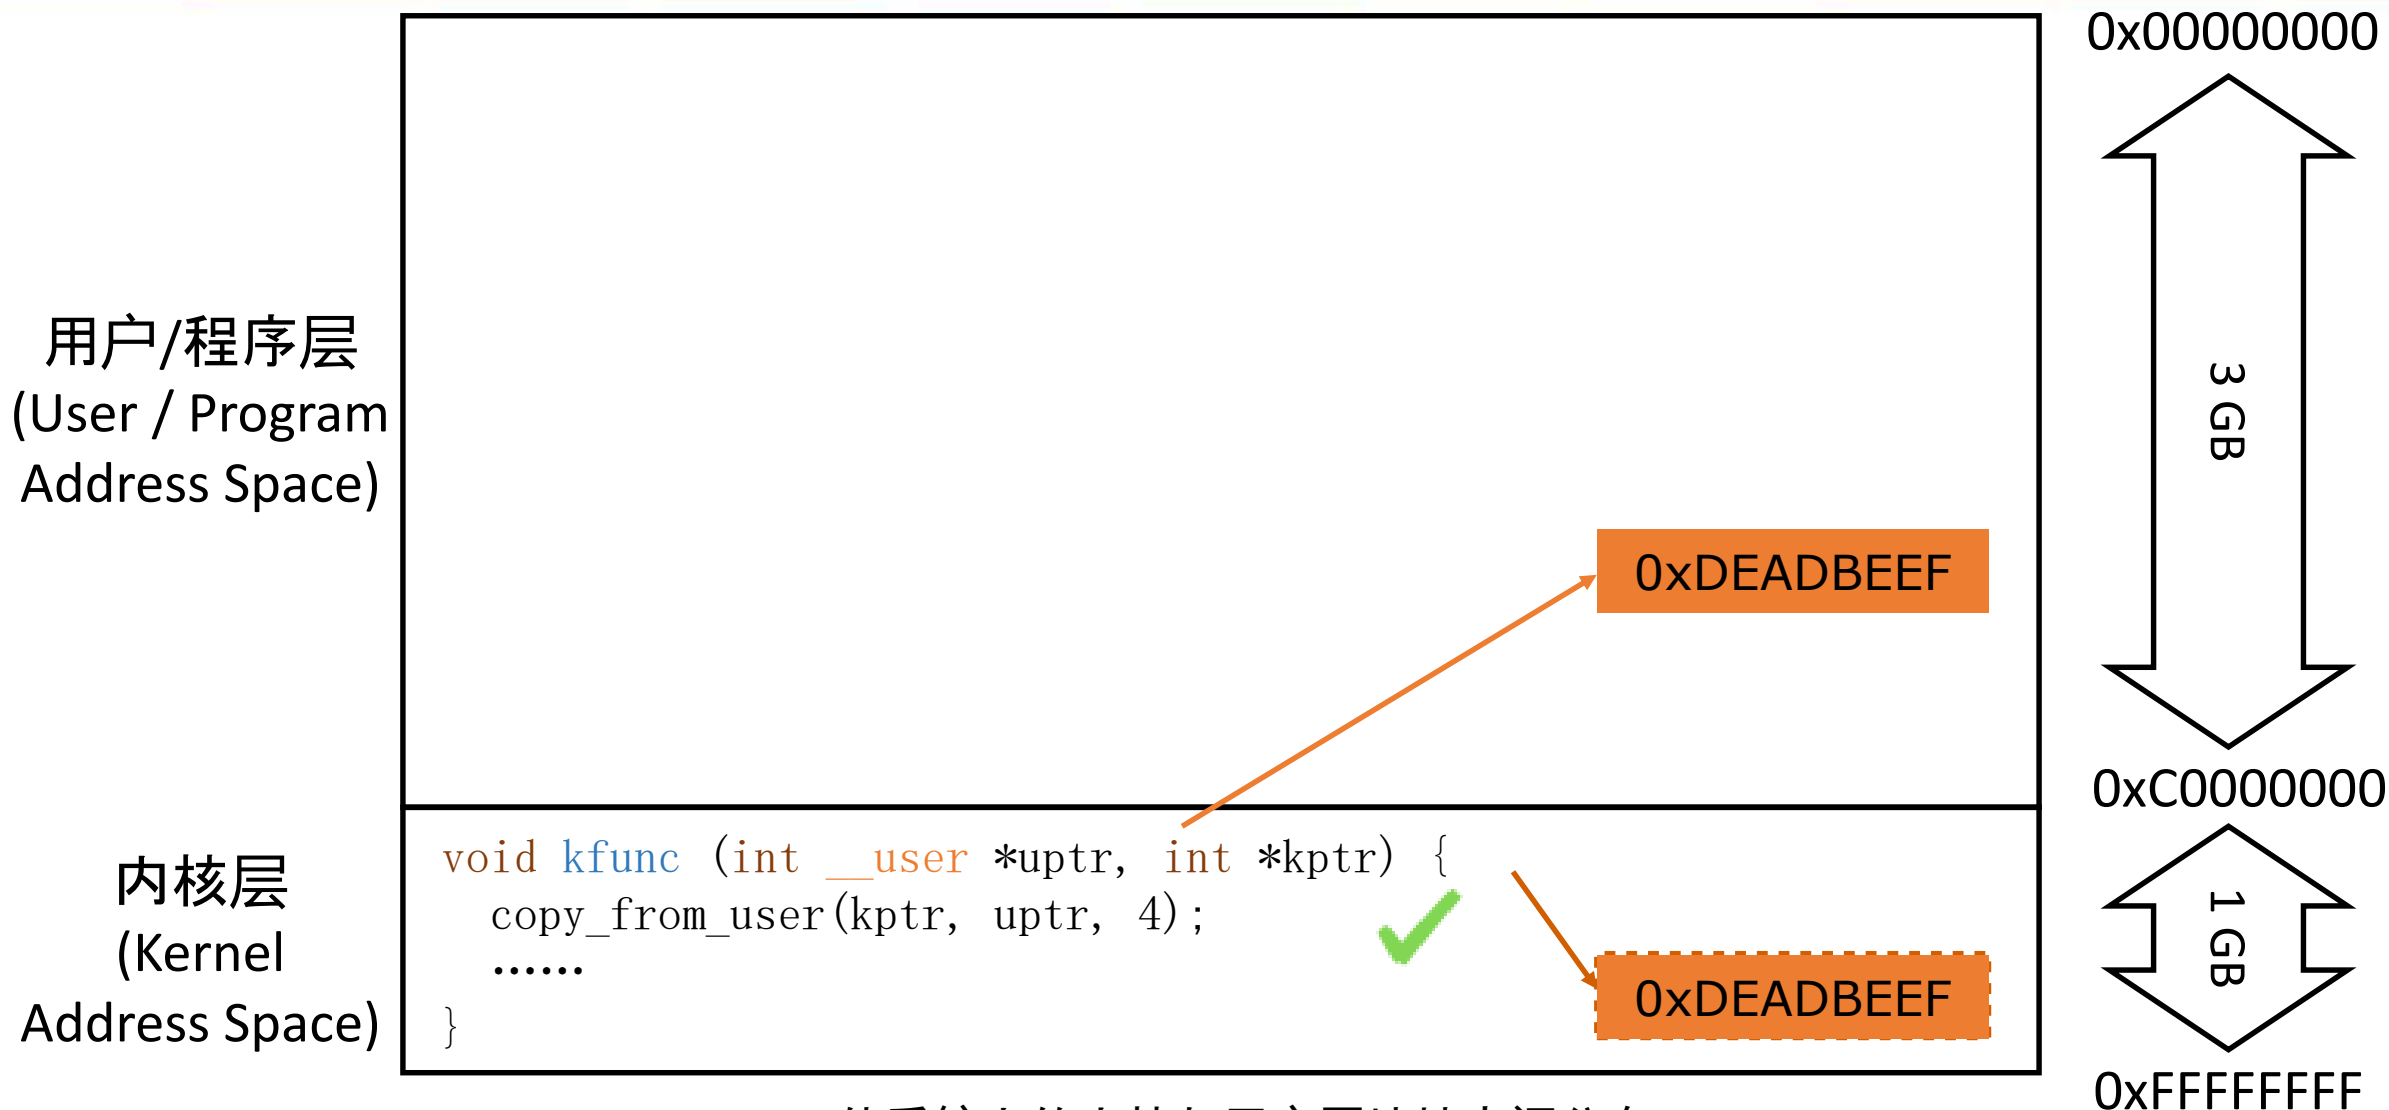 0x00000000
用户/程序层
(User / Program
Address Space)
3 GB
0xDEADBEEF
0xC0000000
内核层
(Kernel
Address Space)
void kfunc (int __user *uptr, int *kptr) {
copy_from_user(kptr, uptr, 4);
······
}
0xDEADBEEF
1 GB
0xFFFFFFFF